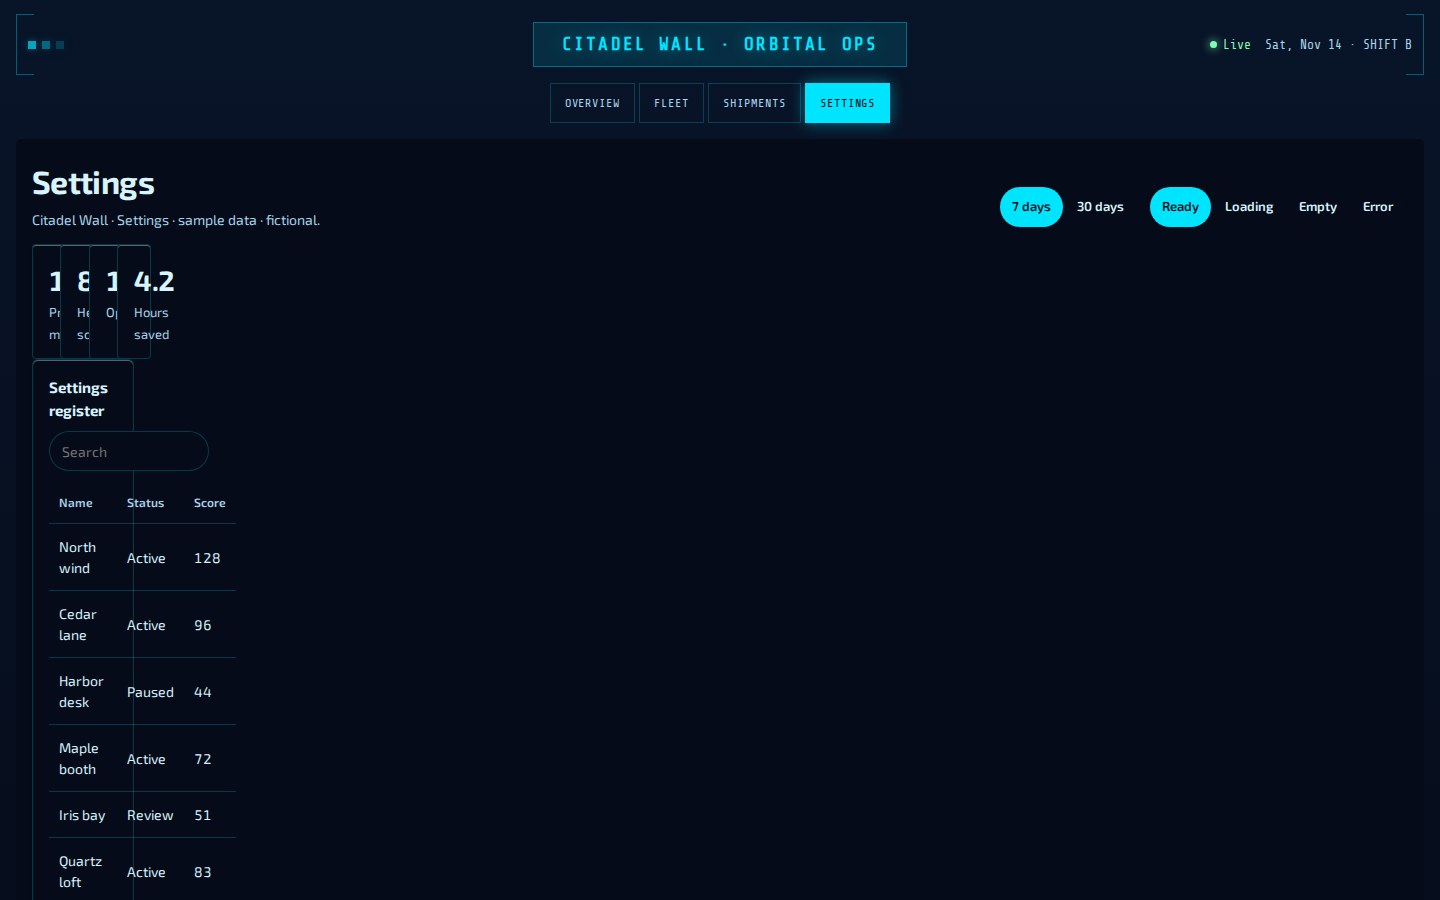 CITADEL WALL · ORBITAL OPS
Live Sat, Nov 14 · SHIFT B
OVERVIEW FLEET SHIPMENTS SETTINGS
Settings
Citadel Wall · Settings · sample data · fictional.
7 days 30 days Ready Loading Empty Error
4.2
Hours
saved
Settings
register
Search
Name Status Score
North
wind
Active 128
Cedar
lane
Active 96
Harbor
desk
Paused 44
Maple
booth
Active 72
Iris bay Review 51
Quartz
loft
Active 83